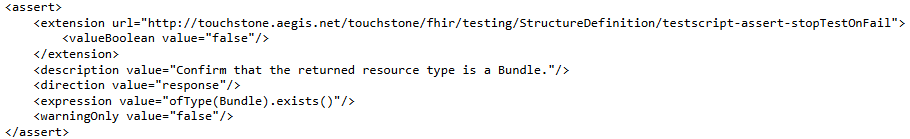 <assert>
    <extension url="http://touchstone.aegis.net/touchstone/fhir/testing/StructureDefinition/testscript-assert-stopTestOnFail">
        <valueBoolean value="false"/>
    </extension>
    <description value="Confirm that the returned resource type is a Bundle."/>
    <direction value="response"/>
    <expression value="ofType(Bundle).exists()"/>
    <warningOnly value="false"/>
</assert>